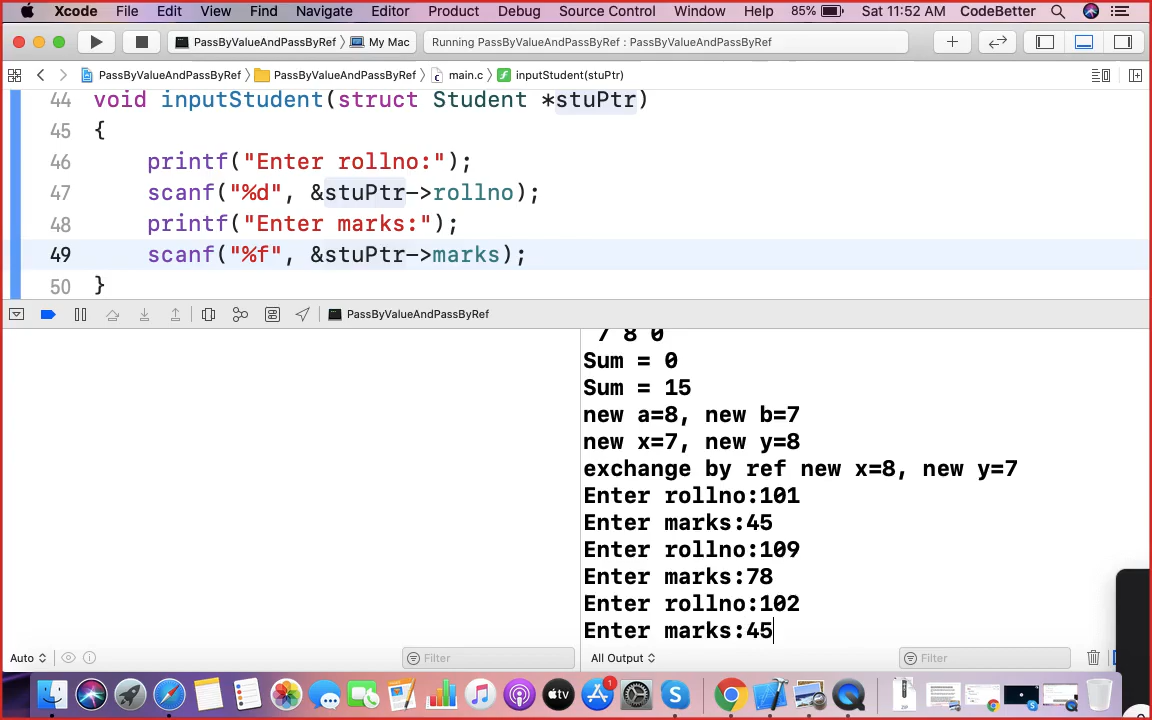 Xcode File Edit View Find Navigate Editor Product Debug Source Control Window Help 85% Sat 11:52 AM CodeBetter
PassByValueAndPassByRef My Mac Running PassByValueAndPassByRef : PassByValueAndPassByRef
PassByValueAndPassByRef PassByValueAndPassByRef main.c inputStudent(stuPtr)
44 void inputStudent(struct Student *stuPtr)
45 {
46 printf("Enter rollno:");
47 scanf("%d", &stuPtr->rollno);
48 printf("Enter marks:");
49 scanf("%f", &stuPtr->marks);
50 }
PassByValueAndPassByRef
7 8 0
Sum = 0
Sum = 15
new a=8, new b=7
new x=7, new y=8
exchange by ref new x=8, new y=7
Enter rollno:101
Enter marks:45
Enter rollno:109
Enter marks:78
Enter rollno:102
Enter marks:45
Auto Filter All Output Filter
tv 1